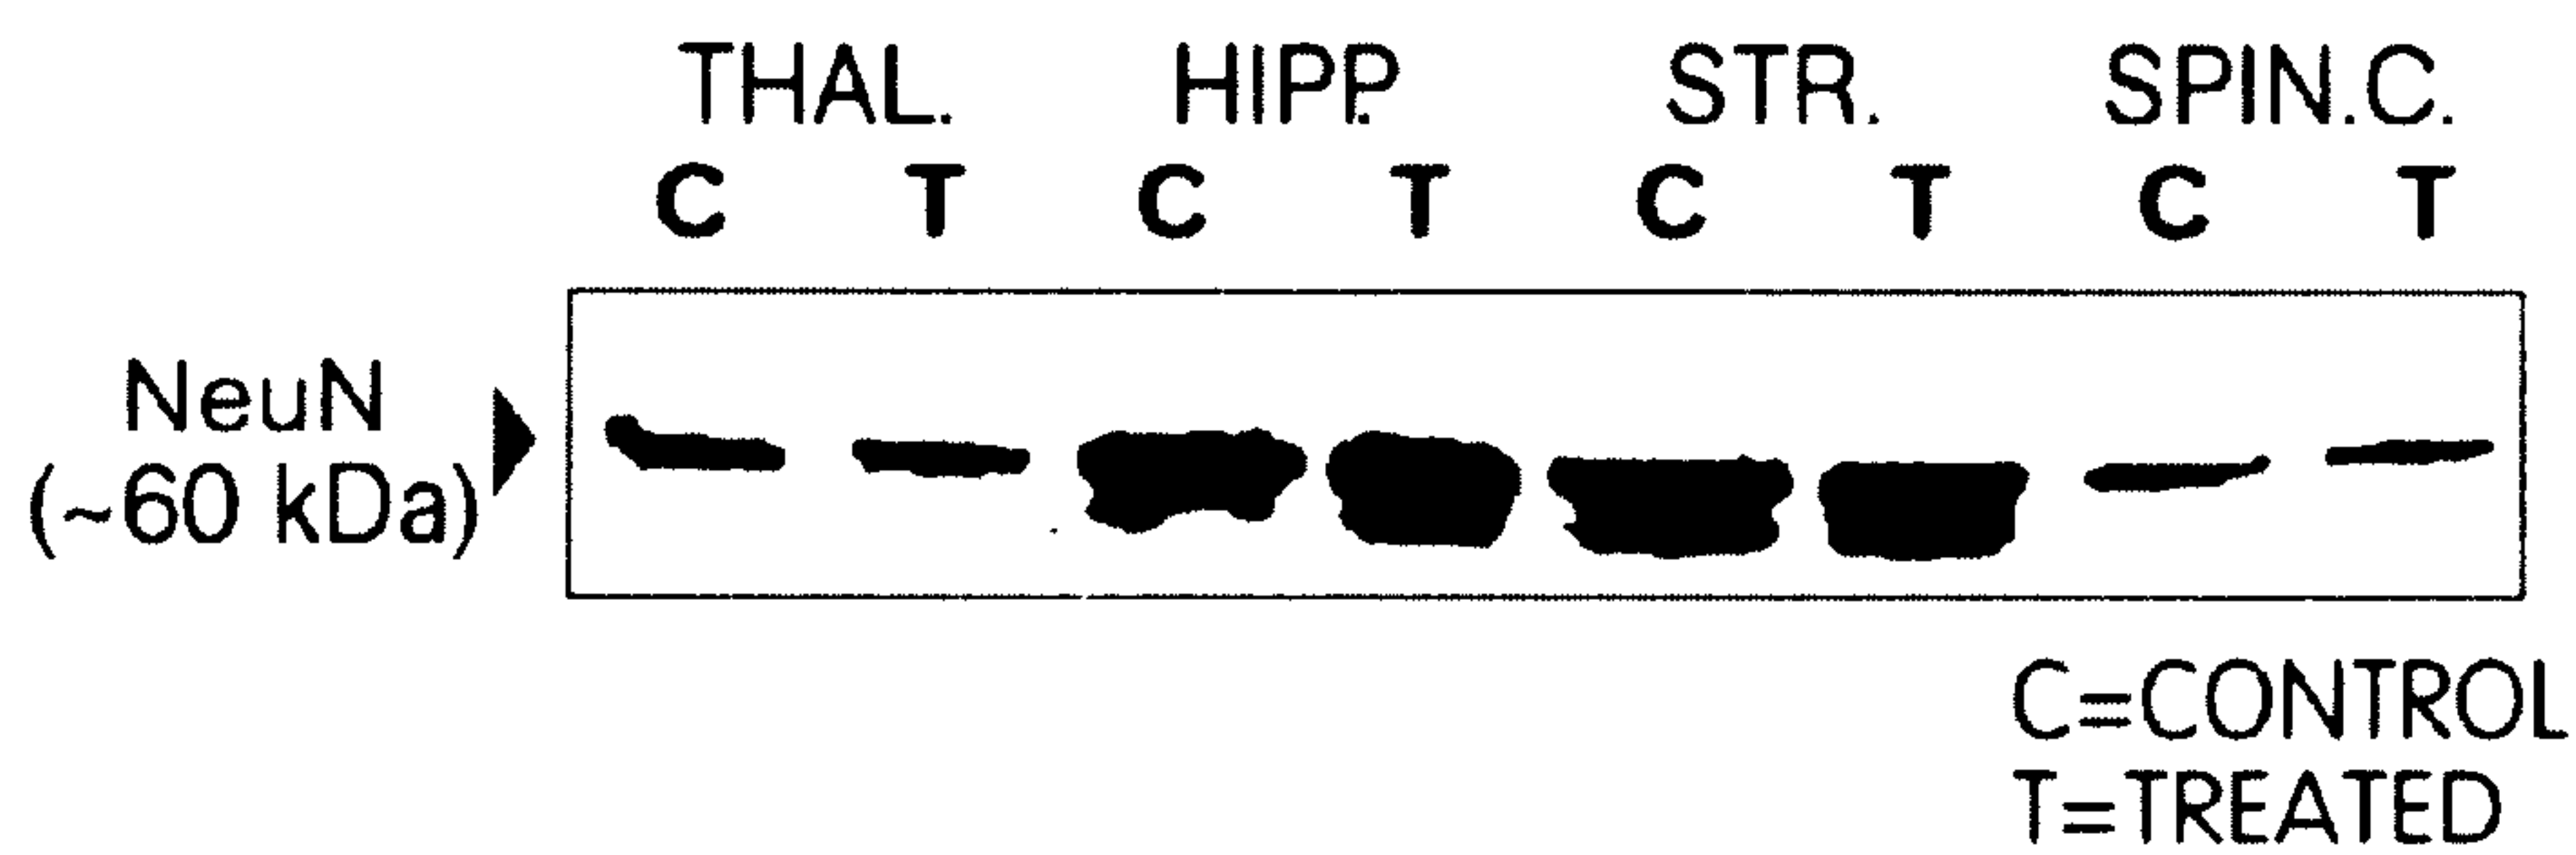 THAL. HIPP. STR. SPIN.C.
C T C T C T C T
NeuN
(~60 kDa)
C=CONTROL
T=TREATED